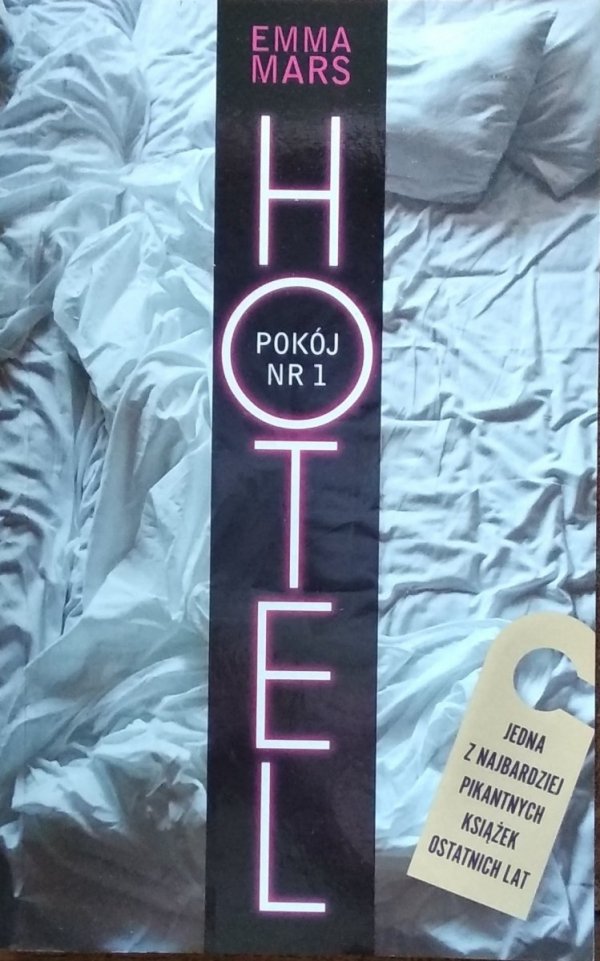 EMMA
MARS
HOTEL
POKÓJ
NR 1
JEDNA
Z NAJBARDZIEJ
PIKANTNYCH
KSIĄŻEK
OSTATNICH LAT